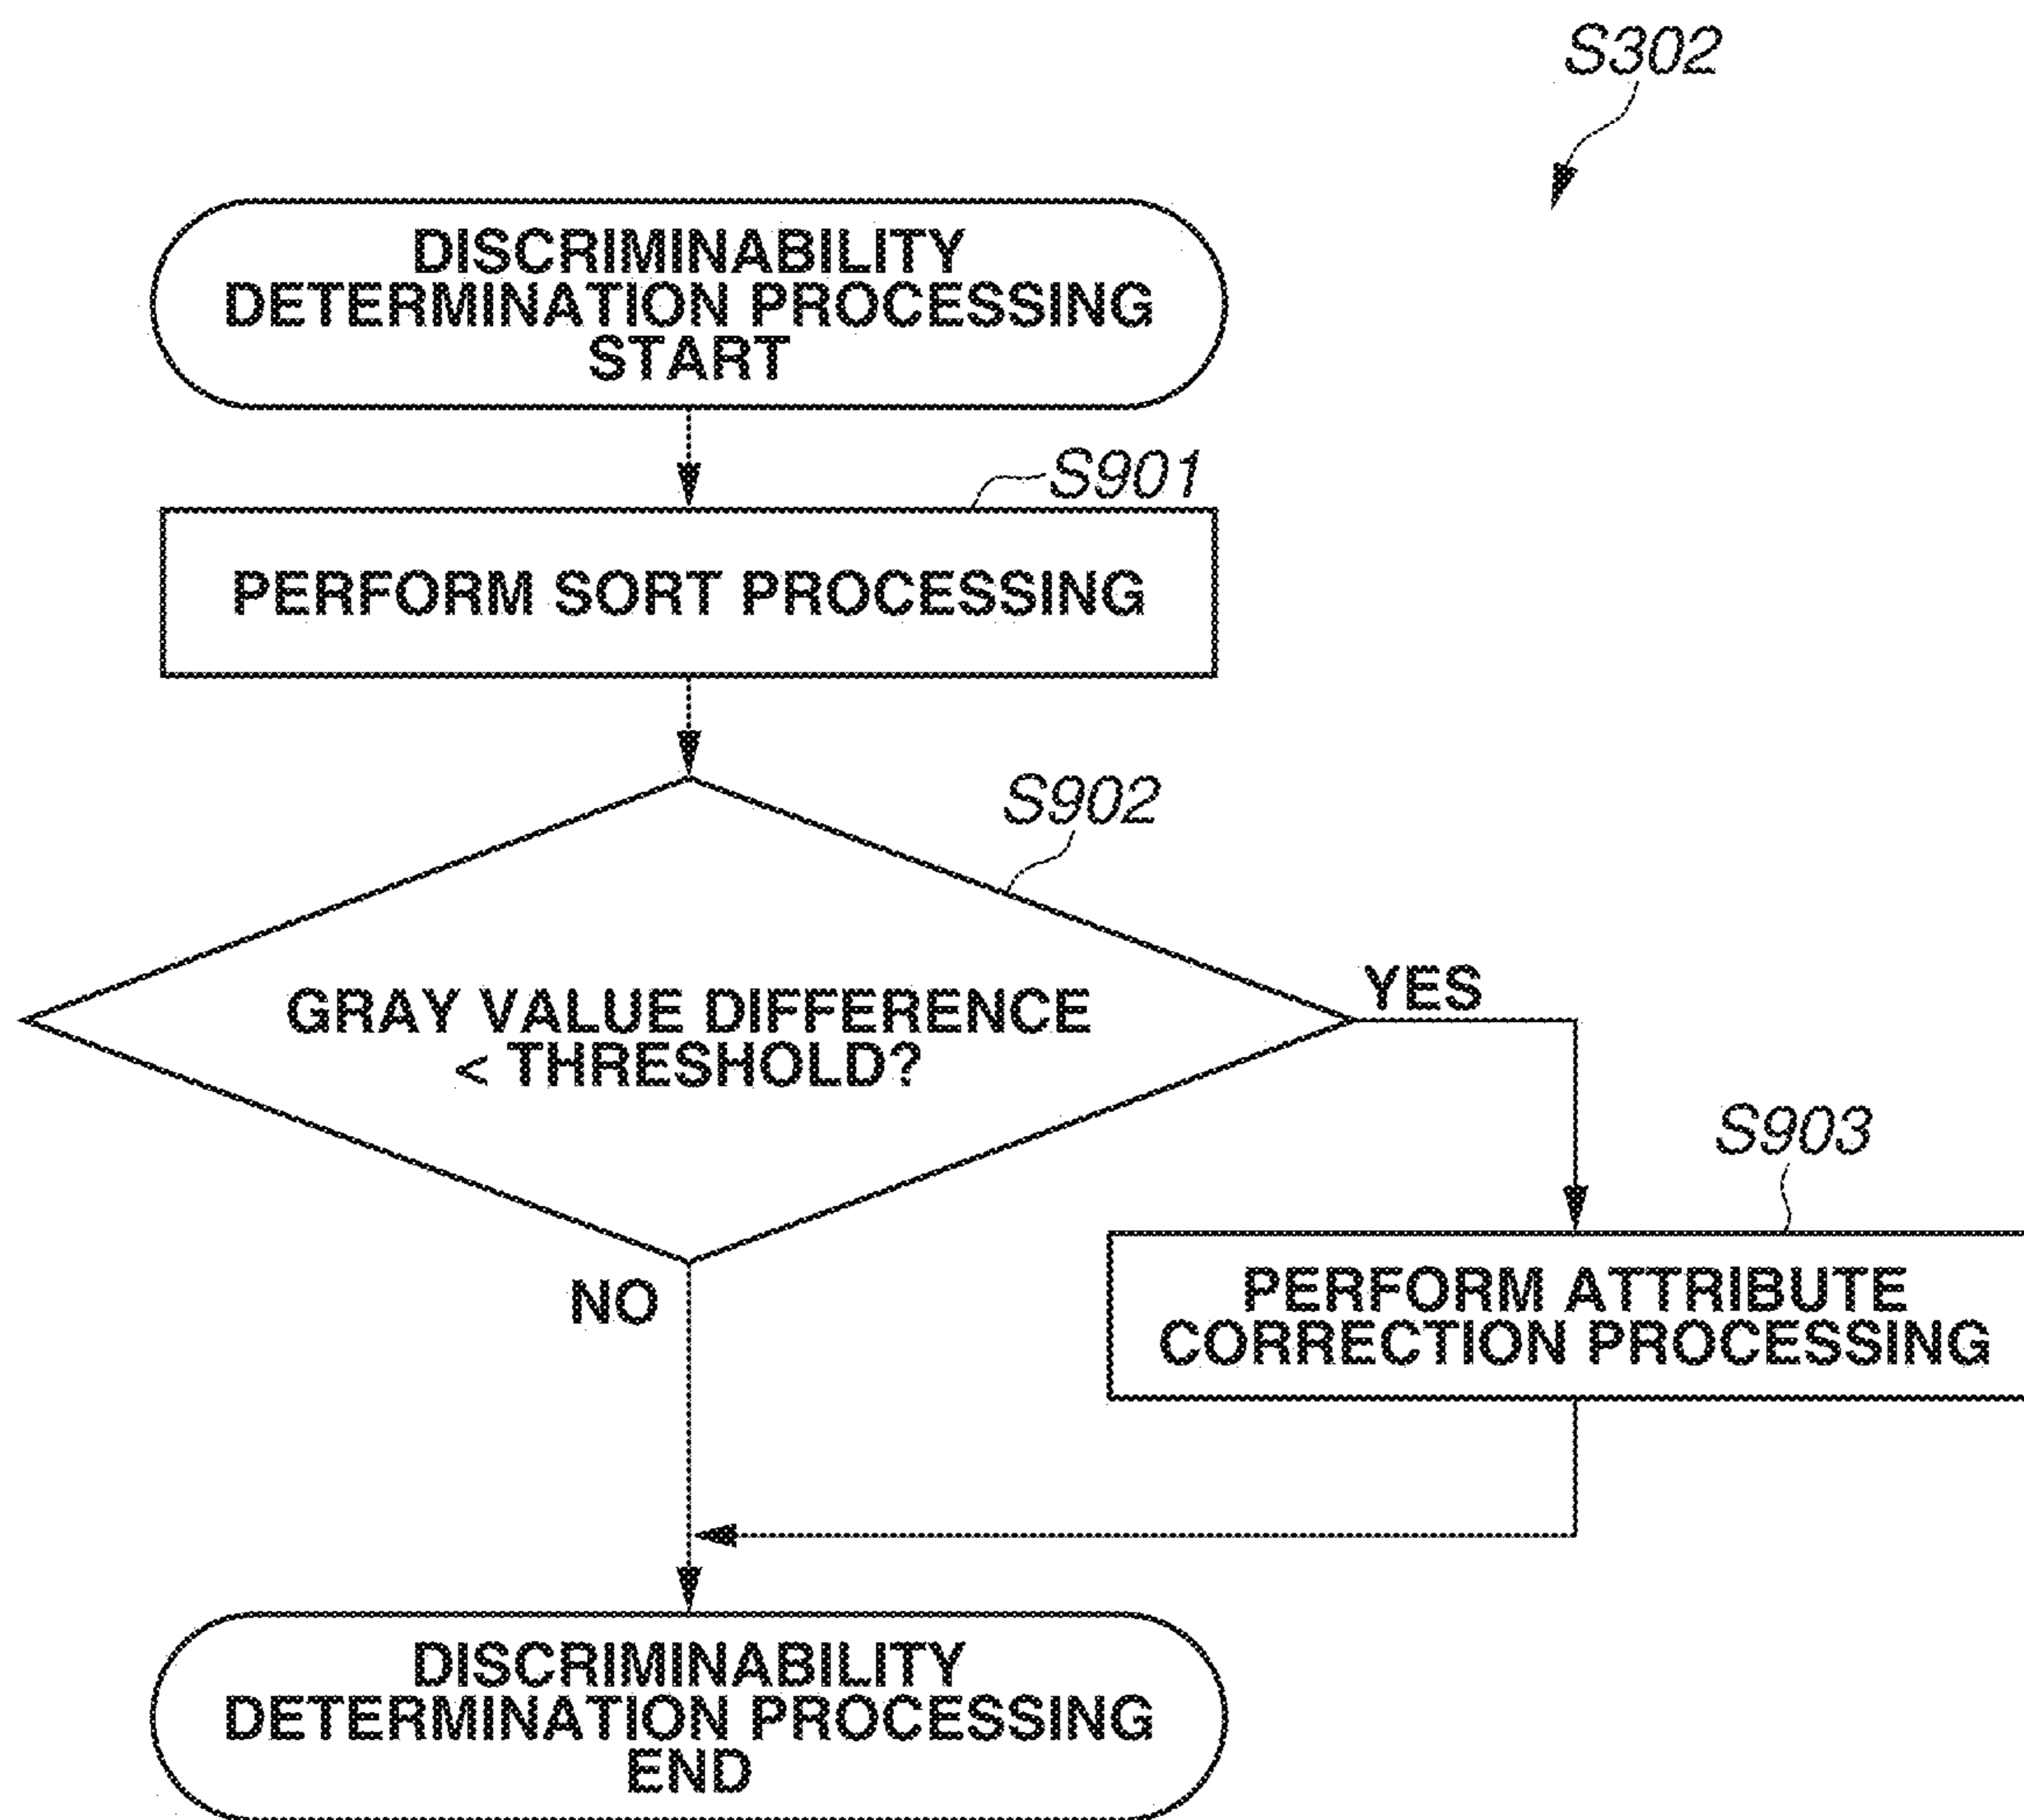 S302
DISCRIMINABILITY
DETERMINATION PROCESSING
START
S901
PERFORM SORT PROCESSING
S902
GRAY VALUE DIFFERENCE
< THRESHOLD?
YES
S903
PERFORM ATTRIBUTE
CORRECTION PROCESSING
NO
DISCRIMINABILITY
DETERMINATION PROCESSING
END